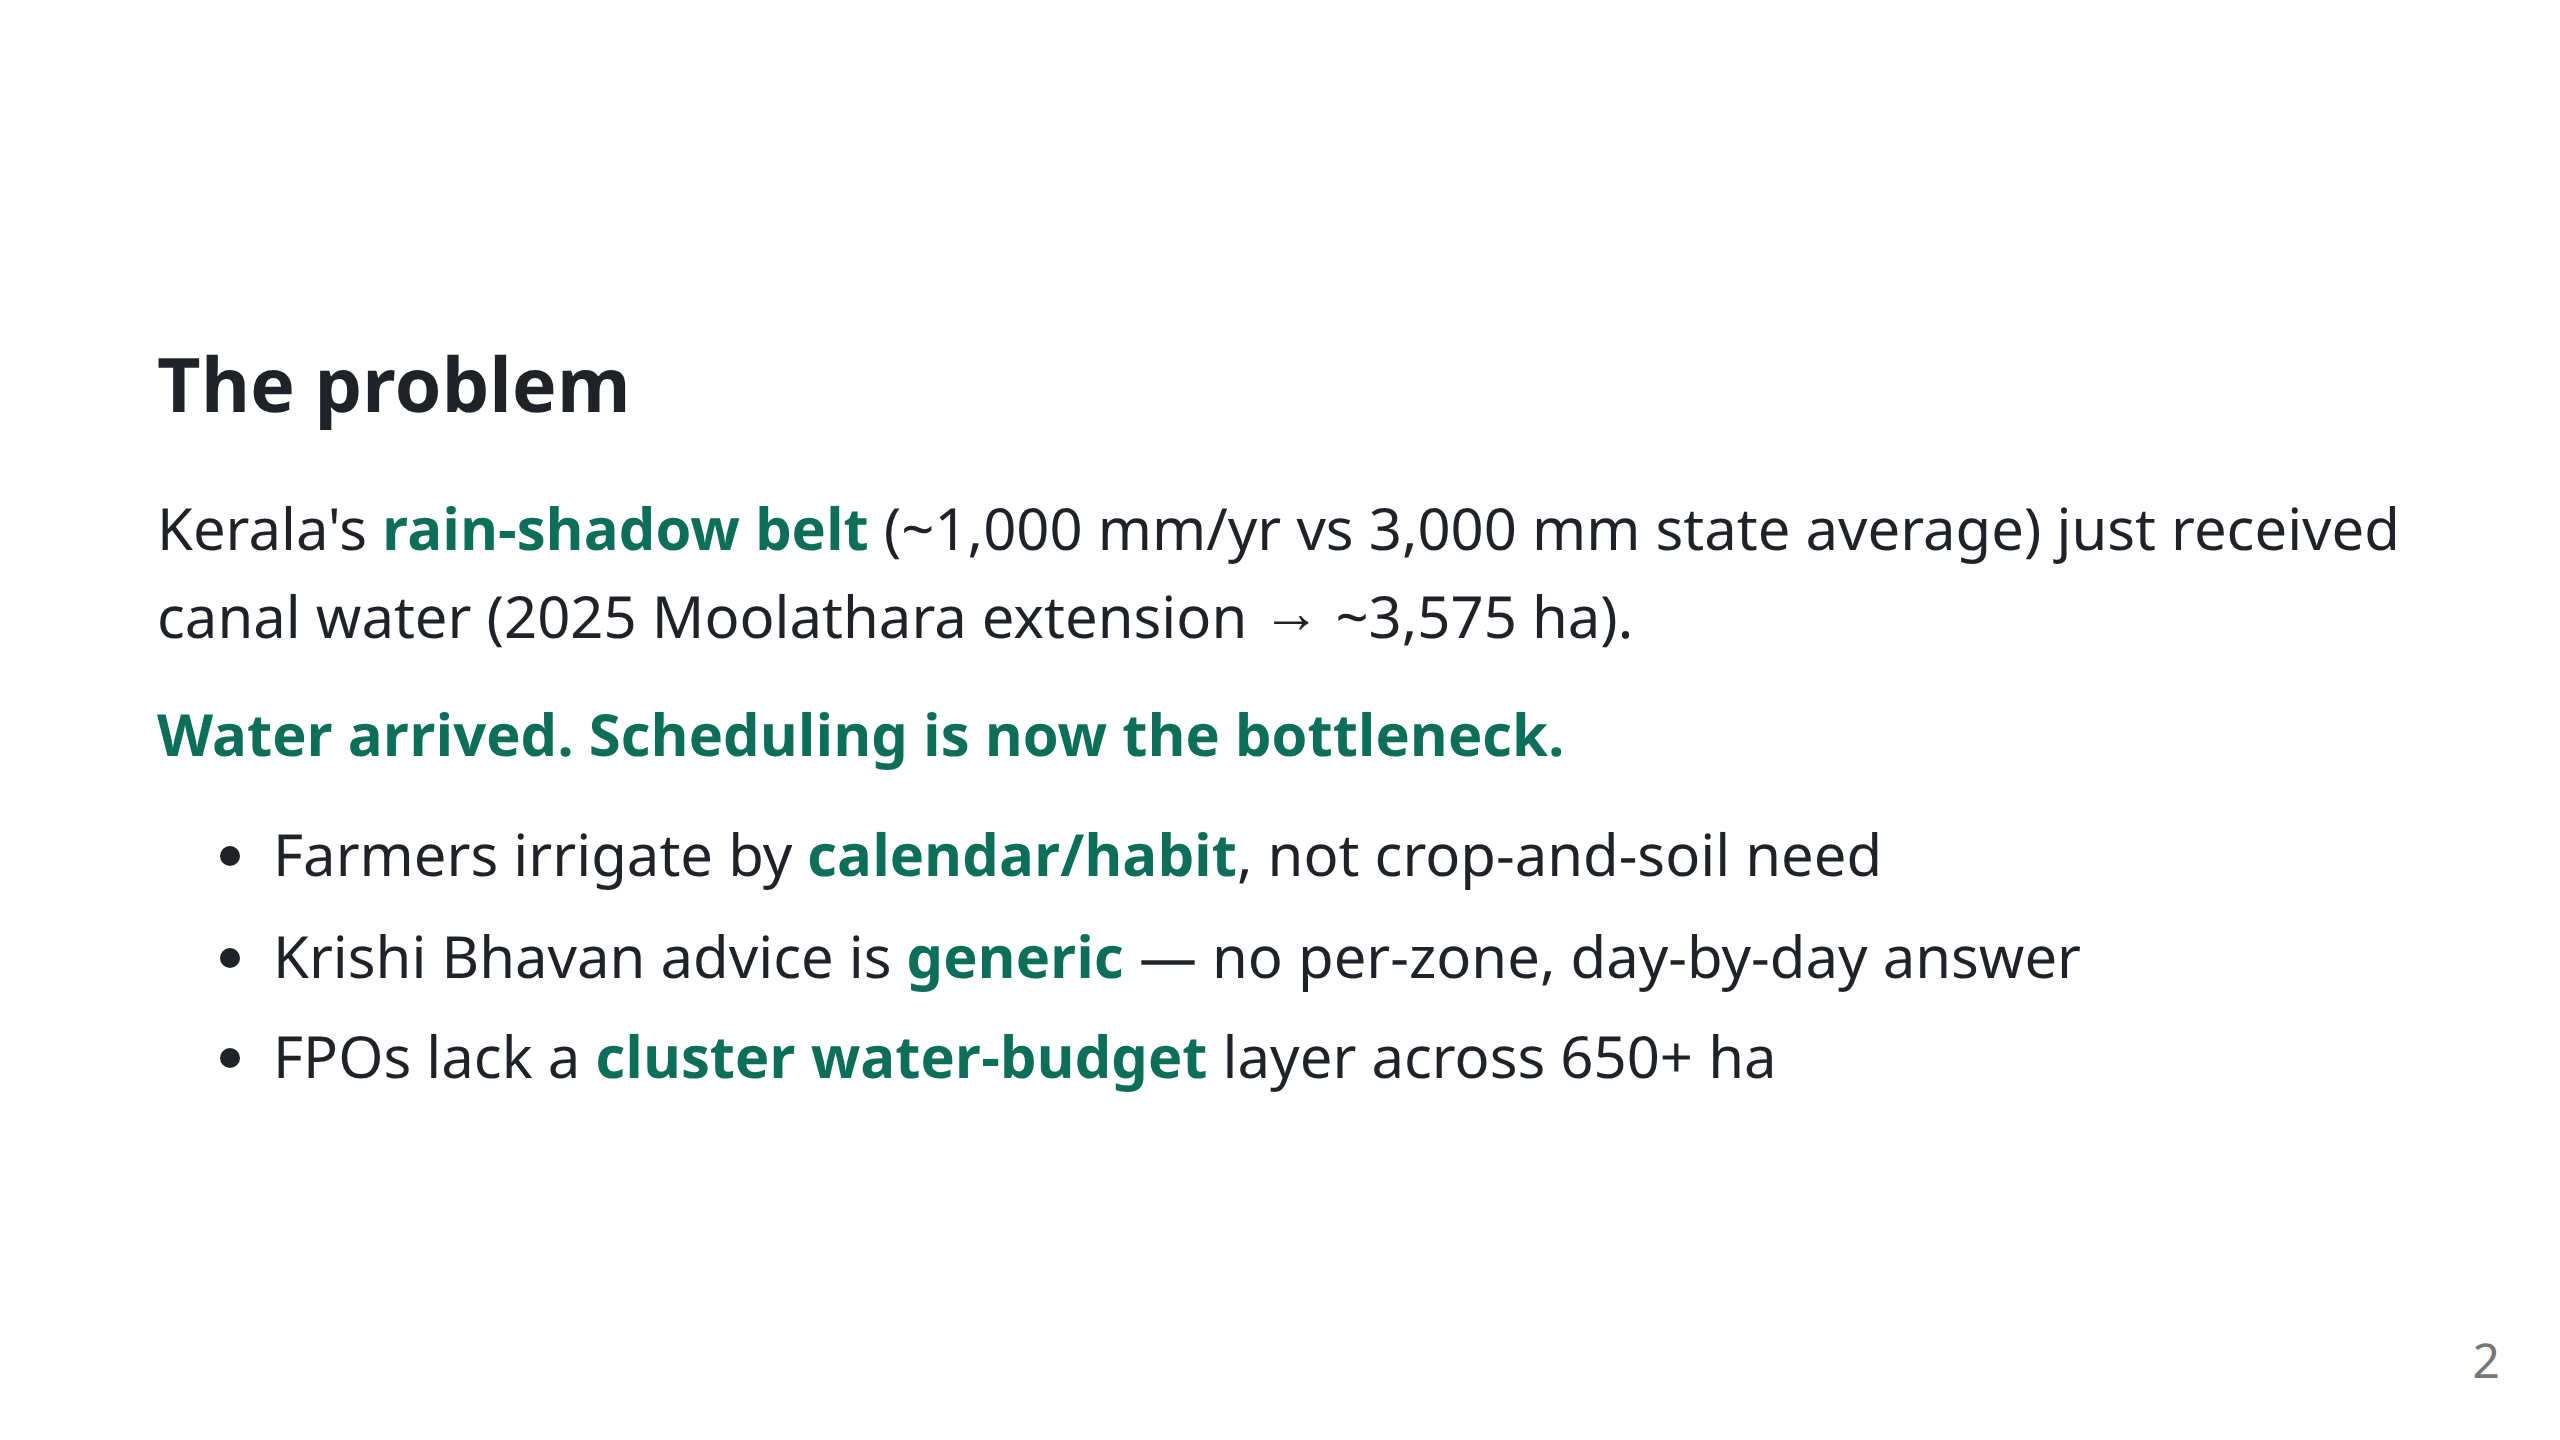 The problem
Kerala's rain-shadow belt (~1,000 mm/yr vs 3,000 mm state average) just received
canal water (2025 Moolathara extension → ~3,575 ha).
Water arrived. Scheduling is now the bottleneck.
• Farmers irrigate by calendar/habit, not crop-and-soil need
• Krishi Bhavan advice is generic — no per-zone, day-by-day answer
• FPOs lack a cluster water-budget layer across 650+ ha
2